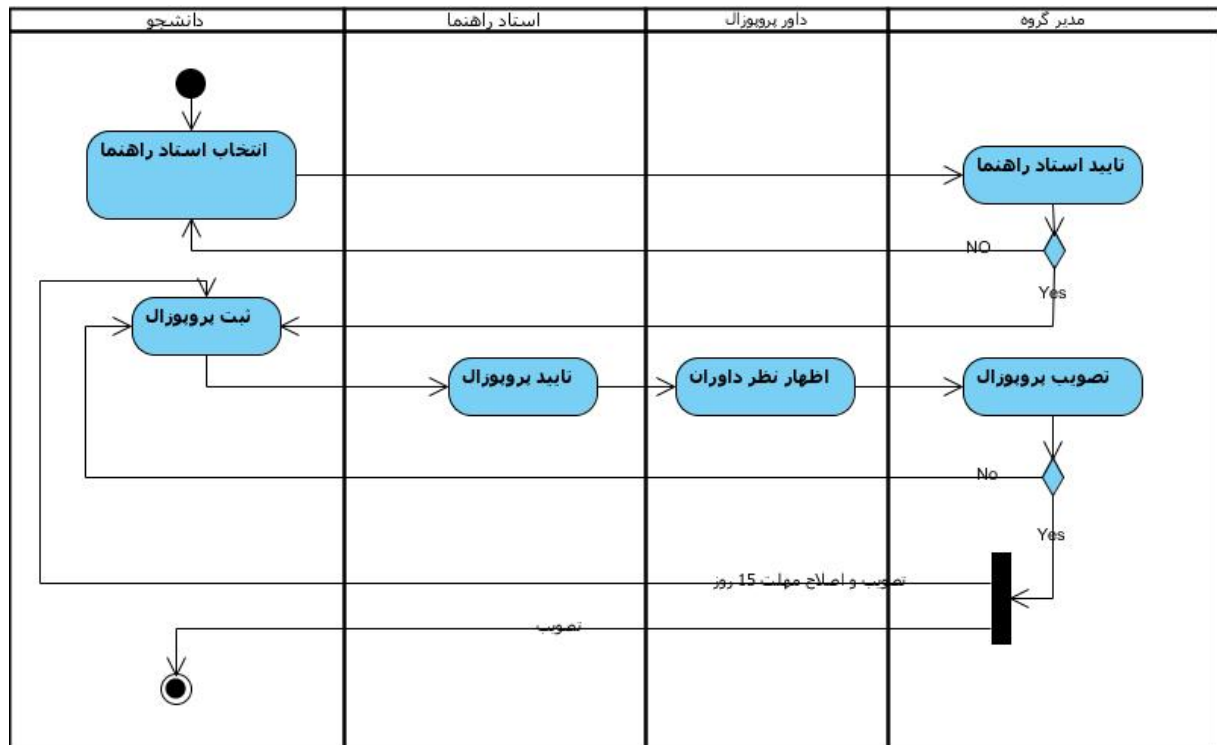 دانشجو
استاد راهنما
داور پروپوزال
مدیر گروه
انتخاب استاد راهنما
تایید استاد راهنما
NO
Yes
ثبت پروپوزال
تایید پروپوزال
اظهار نظر داوران
تصویب پروپوزال
No
Yes
تصویب و اصلاح مهلت 15 روز
تصویب